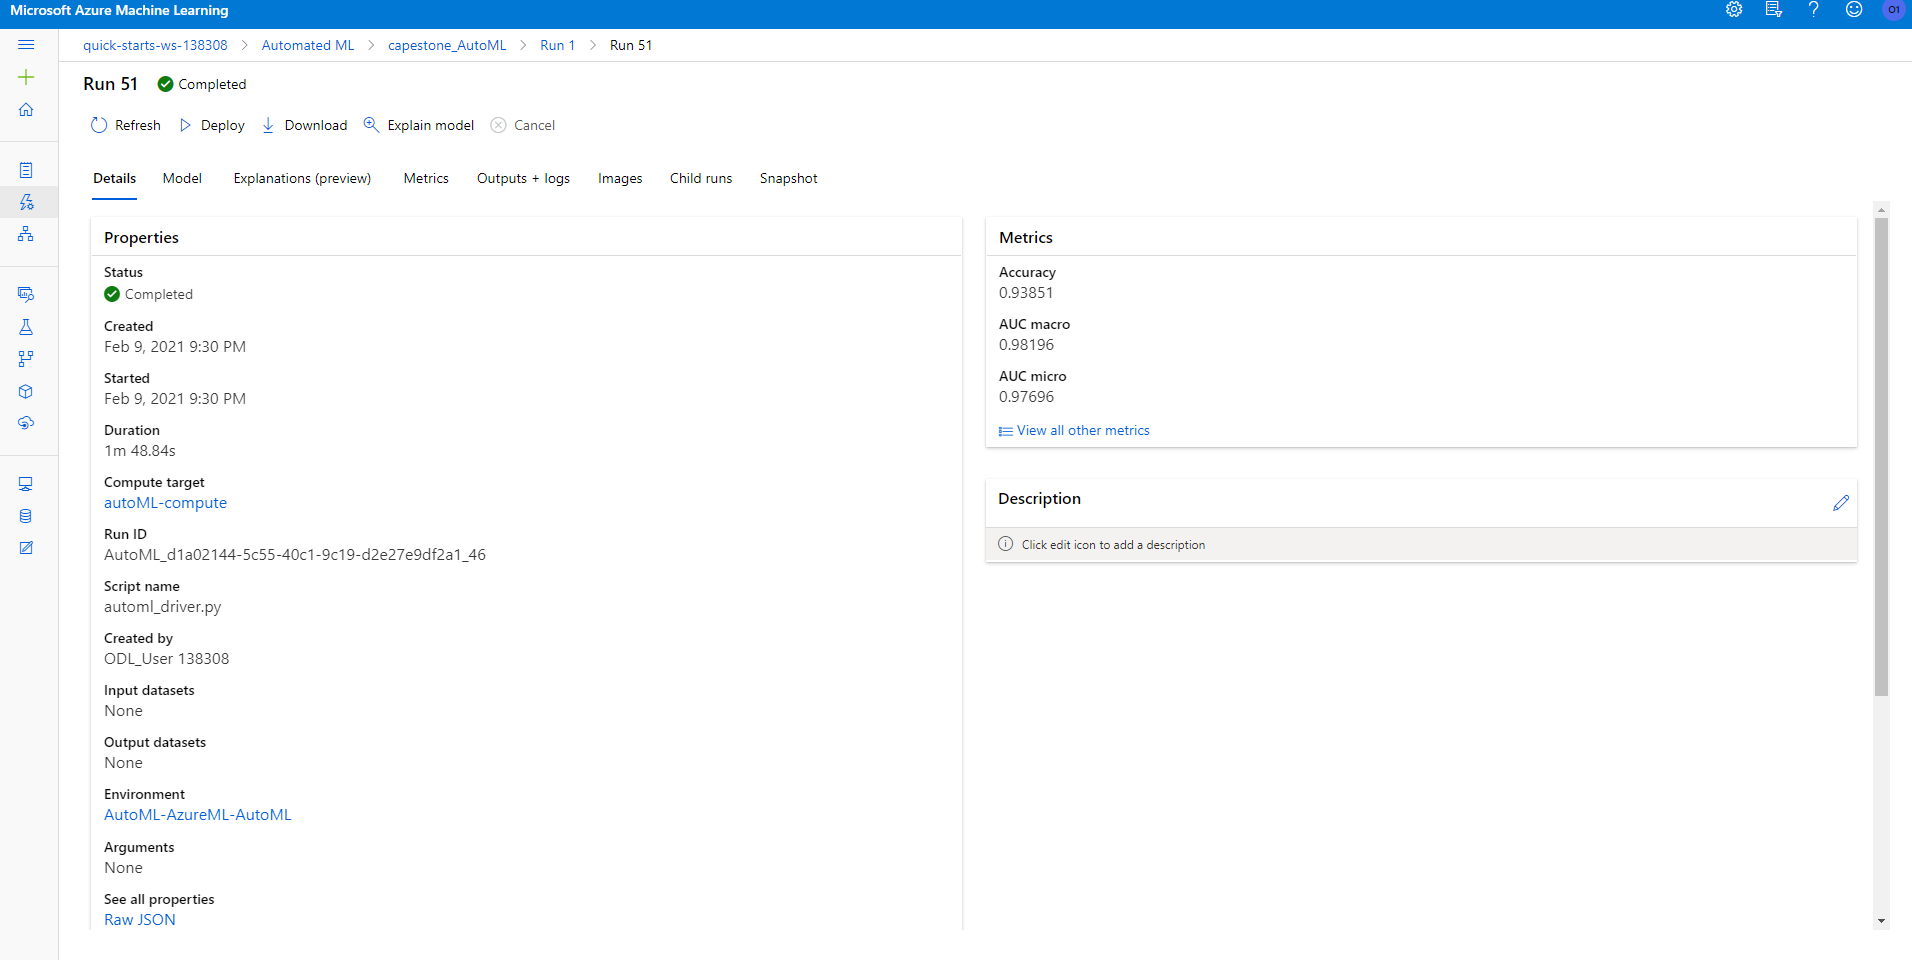 Microsoft Azure Machine Learning
O1
quick-starts-ws-138308 > Automated ML > capestone_AutoML > Run 1 > Run 51
Run 51 Completed
Refresh Deploy Download Explain model Cancel
Details Model Explanations (preview) Metrics Outputs + logs Images Child runs Snapshot
Properties
Status
Completed
Created
Feb 9, 2021 9:30 PM
Started
Feb 9, 2021 9:30 PM
Duration
1m 48.84s
Compute target
autoML-compute
Run ID
AutoML_d1a02144-5c55-40c1-9c19-d2e27e9df2a1_46
Script name
automl_driver.py
Created by
ODL_User 138308
Input datasets
None
Output datasets
None
Environment
AutoML-AzureML-AutoML
Arguments
None
See all properties
Raw JSON
Metrics
Accuracy
0.93851
AUC macro
0.98196
AUC micro
0.97696
View all other metrics
Description
Click edit icon to add a description